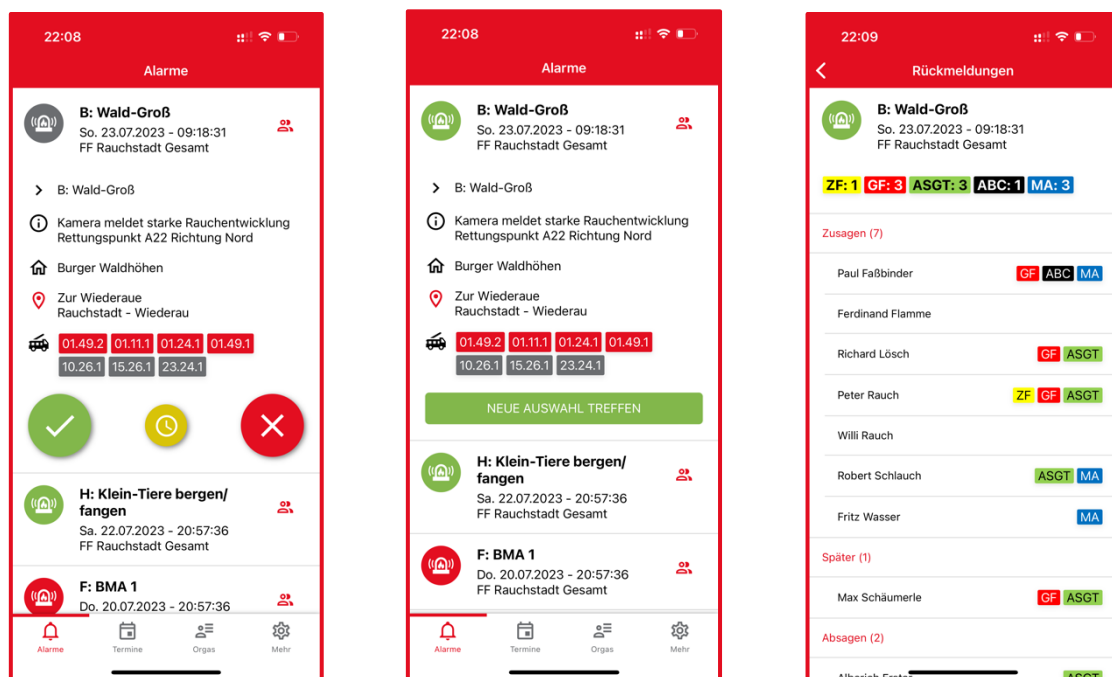 22:08
Alarme
B: Wald-Groß
So. 23.07.2023 - 09:18:31
FF Rauchstadt Gesamt
B: Wald-Groß
Kamera meldet starke Rauchentwicklung
Rettungspunkt A22 Richtung Nord
Burger Waldhöhen
Zur Wiederaue
Rauchstadt - Wiederau
01.49.2 01.11.1 01.24.1 01.49.1
10.26.1 15.26.1 23.24.1
H: Klein-Tiere bergen/
fangen
Sa. 22.07.2023 - 20:57:36
FF Rauchstadt Gesamt
F: BMA 1
Do. 20.07.2023 - 20:57:36
Alarme Termine Orgas Mehr
22:08
Alarme
B: Wald-Groß
So. 23.07.2023 - 09:18:31
FF Rauchstadt Gesamt
B: Wald-Groß
Kamera meldet starke Rauchentwicklung
Rettungspunkt A22 Richtung Nord
Burger Waldhöhen
Zur Wiederaue
Rauchstadt - Wiederau
01.49.2 01.11.1 01.24.1 01.49.1
10.26.1 15.26.1 23.24.1
NEUE AUSWAHL TREFFEN
H: Klein-Tiere bergen/
fangen
Sa. 22.07.2023 - 20:57:36
FF Rauchstadt Gesamt
F: BMA 1
Do. 20.07.2023 - 20:57:36
FF Rauchstadt Gesamt
Alarme Termine Orgas Mehr
22:09
Rückmeldungen
B: Wald-Groß
So. 23.07.2023 - 09:18:31
FF Rauchstadt Gesamt
ZF: 1 GF: 3 ASGT: 3 ABC: 1 MA: 3
Zusagen (7)
Paul Faßbinder GF ABC MA
Ferdinand Flamme
Richard Lösch GF ASGT
Peter Rauch ZF GF ASGT
Willi Rauch
Robert Schlauch ASGT MA
Fritz Wasser MA
Später (1)
Max Schäumerle GF ASGT
Absagen (2)
ASGT